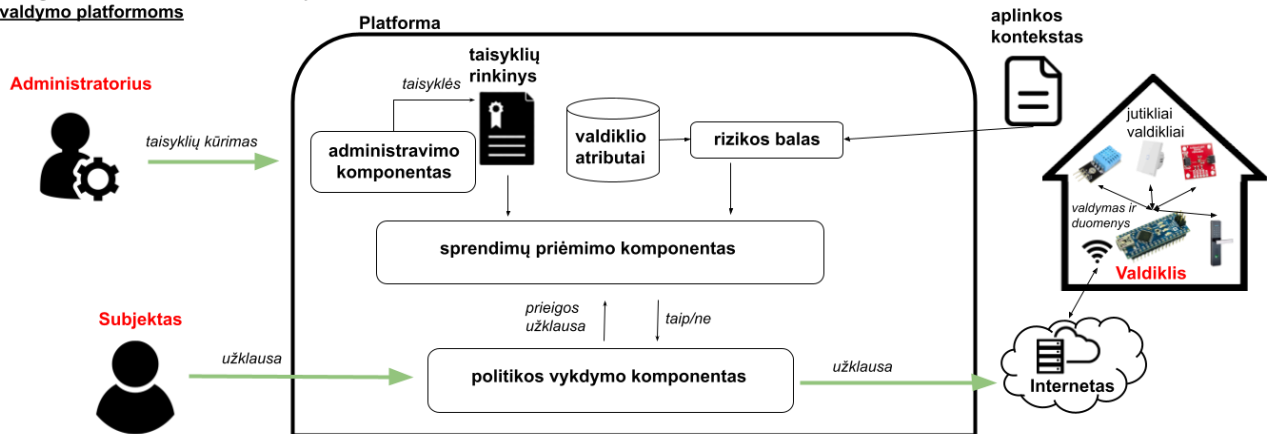 valdymo platformoms
Platforma
aplinkos
kontekstas
Administratorius
taisyklių
rinkinys
taisyklės
taisyklių kūrimas
administravimo
komponentas
valdiklio
atributai
rizikos balas
jutikliai
valdikliai
valdymas ir
duomenys
Valdiklis
sprendimų priėmimo komponentas
prieigos
užklausa
taip/ne
Subjektas
užklausa
politikos vykdymo komponentas
užklausa
Internetas